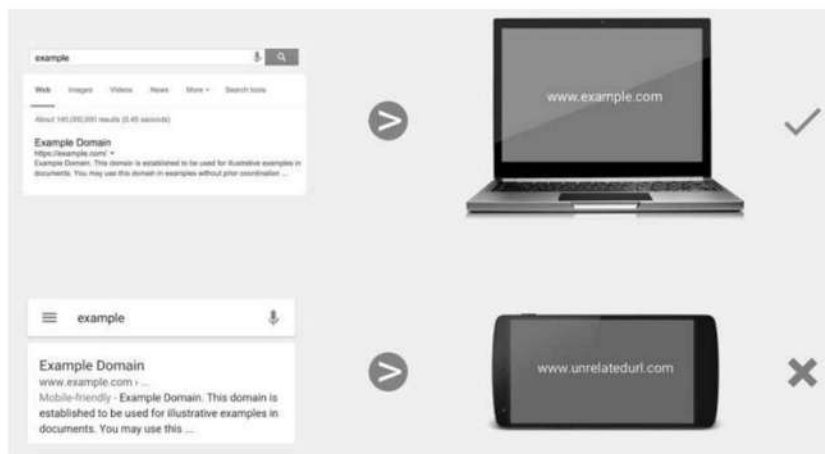 example
Web Images Videos News More Search tools
About 140,000,000 results (0.45 seconds)
Example Domain
https://example.com/
Example Domain. This domain is established to be used for illustrative examples in
documents. You may use this domain in examples without prior coordination ...
www.example.com
example
Example Domain
www.example.com › ...
Mobile-friendly - Example Domain. This domain is
established to be used for illustrative examples in
documents. You may use this ...
www.unrelatedurl.com